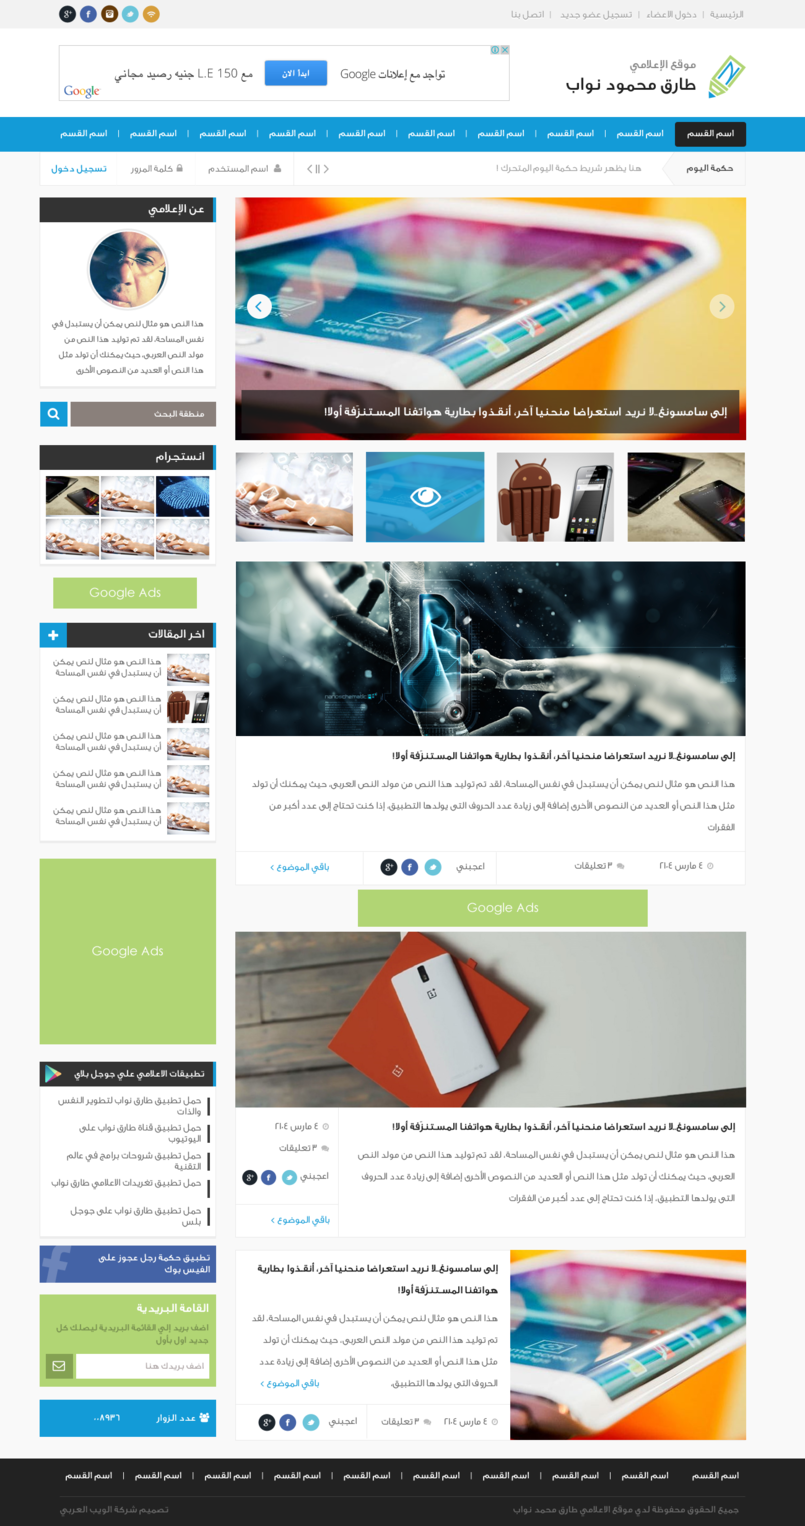 الرئيسية | دخول الأعضاء | تسجيل عضو جديد | اتصل بنا
موقع الإعلامي
طارق محمود نواب
تواجد مع إعلانات Google
ابدأ الان
مع L.E 150 جنيه رصيد مجاني
Google
اسم القسم
اسم القسم | اسم القسم | اسم القسم | اسم القسم | اسم القسم | اسم القسم | اسم القسم | اسم القسم | اسم القسم
حكمة اليوم
هنا يظهر شريط حكمة اليوم المتحرك !
اسم المستخدم
كلمة المرور
تسجيل دخول
Home screen
settings
إلى سامسونغ..لا نريد استعراضا منحنيا آخر، أنقـذوا بطارية هواتفنا المسـتـنزَفة أولا!
إلى سامسونغ..لا نريد استعراضا منحنيا آخر، أنقـذوا بطارية هواتفنا المسـتـنزَفة أولا!
هذا النص هو مثال لنص يمكن أن يستبدل في نفس المساحة، لقد تم توليد هذا النص من مولد النص العربى، حيث يمكنك أن تولد
مثل هذا النص أو العديد من النصوص الأخرى إضافة إلى زيادة عدد الحروف التى يولدها التطبيق. إذا كنت تحتاج إلى عدد أكبر من
الفقرات
٤ مارس ٢١٠٤
٣ تعليقات
اعجبني
باقي الموضوع >
Google Ads
إلى سامسونغ..لا نريد استعراضا منحنيا آخر، أنقـذوا بطارية هواتفنا المسـتـنزَفة أولا!
هذا النص هو مثال لنص يمكن أن يستبدل في نفس المساحة، لقد تم توليد هذا النص من مولد النص
العربى، حيث يمكنك أن تولد مثل هذا النص أو العديد من النصوص الأخرى إضافة إلى زيادة عدد الحروف
التى يولدها التطبيق. إذا كنت تحتاج إلى عدد أكبر من الفقرات
٤ مارس ٢١٠٤
٣ تعليقات
اعجبني
باقي الموضوع >
إلى سامسونغ..لا نريد استعراضا منحنيا آخر، أنقـذوا بطارية
هواتفنا المسـتـنزَفة أولا!
هذا النص هو مثال لنص يمكن أن يستبدل في نفس المساحة، لقد
تم توليد هذا النص من مولد النص العربى، حيث يمكنك أن تولد
مثل هذا النص أو العديد من النصوص الأخرى إضافة إلى زيادة عدد
الحروف التى يولدها التطبيق. باقي الموضوع >
٤ مارس ٢١٠٤
٣ تعليقات
اعجبني
عن الإعلامي
هذا النص هو مثال لنص يمكن أن يستبدل في
نفس المساحة، لقد تم توليد هذا النص من
مولد النص العربى، حيث يمكنك أن تولد مثل
هذا النص أو العديد من النصوص الأخرى
منطقة البحث
انستجرام
Google Ads
اخر المقالات
هذا النص هو مثال لنص يمكن
أن يستبدل في نفس المساحة
هذا النص هو مثال لنص يمكن
أن يستبدل في نفس المساحة
هذا النص هو مثال لنص يمكن
أن يستبدل في نفس المساحة
هذا النص هو مثال لنص يمكن
أن يستبدل في نفس المساحة
هذا النص هو مثال لنص يمكن
أن يستبدل في نفس المساحة
Google Ads
تطبيقات الاعلامي علي جوجل بلاي
حمل تطبيق طارق نواب لتطوير النفس
والذات
حمل تطبيق قناة طارق نواب على
اليوتيوب
حمل تطبيق شروحات برامج في عالم
التقنية
حمل تطبيق تغريدات الاعلامي طارق نواب
حمل تطبيق طارق نواب على جوجل
بلس
تطبيق حكمة رجل عجوز على
الفيس بوك
القامة البريدية
اضف بريد إلي القائمة البريدية ليصلك كل
جديد اول بأول
اضف بريدك هنا
عدد الزوار
٠٠٨٩٣٦
اسم القسم | اسم القسم | اسم القسم | اسم القسم | اسم القسم | اسم القسم | اسم القسم | اسم القسم | اسم القسم | اسم القسم
جميع الحقوق محفوظة لدي موقع الاعلامي طارق محمد نواب
تصميم شركة الويب العربي